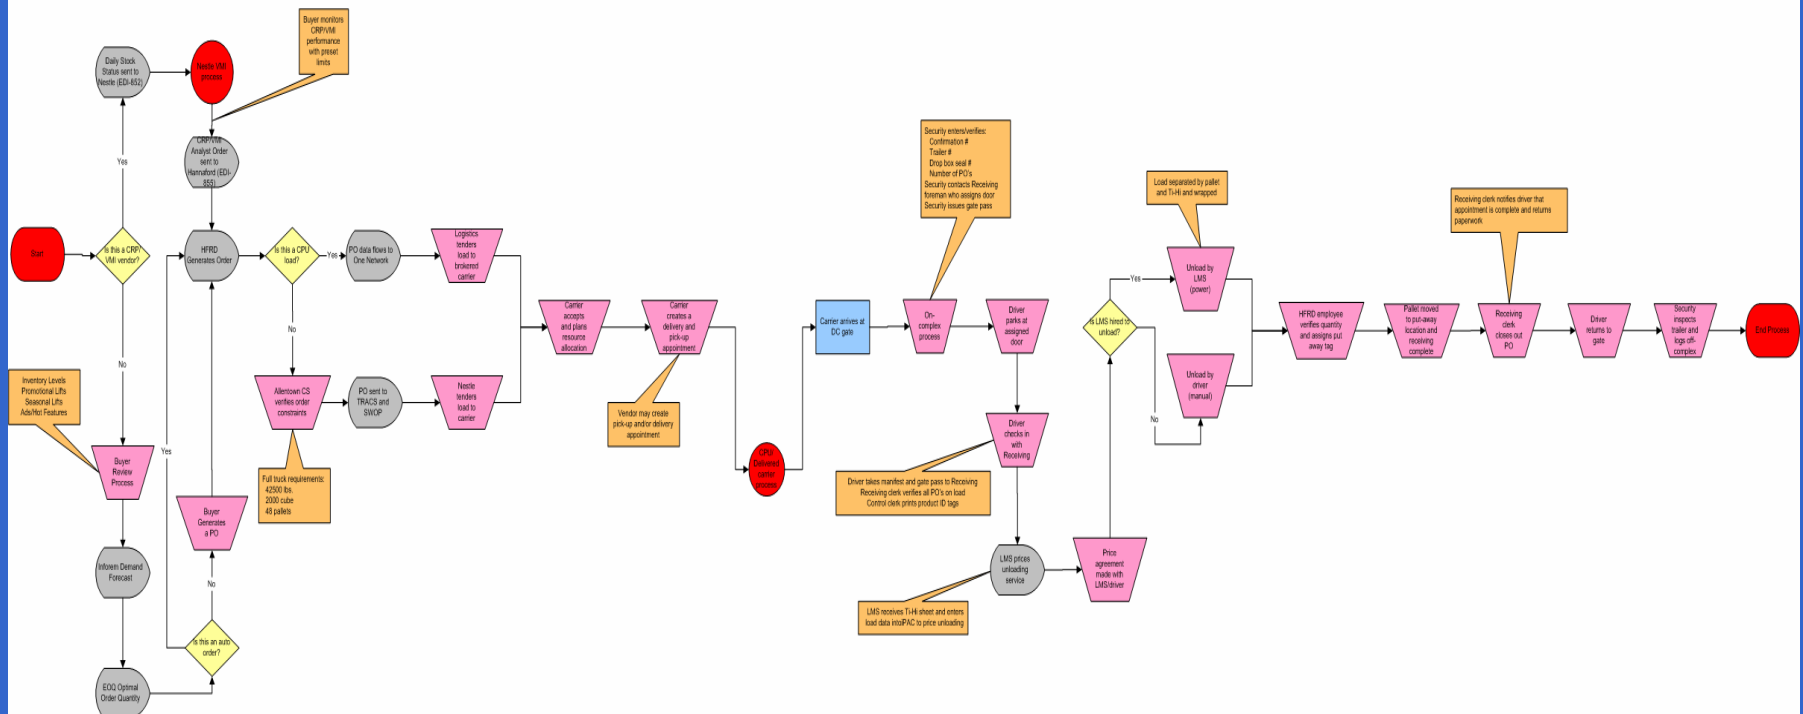 Buyer monitors
CRP/VMI
performance
with preset
limits
Daily Stock
Status sent to
Nestle (EDI-852)
Nestle VMI
process
CRP/VMI
Analyst Order
sent to
Hannaford (EDI-
855)
Yes
Start
Is this a CRP/
VMI vendor?
HFRD
Generates Order
Is this a CPU
load?
Yes
PO data flows to
One Network
Logistics
tenders
load to
brokered
carrier
No
No
Inventory Levels
Promotional Lifts
Seasonal Lifts
Ads/Hot Features
Buyer
Review
Process
Yes
Allentown CS
verifies order
constraints
PO sent to
TRACS and
SWOP
Nestle
tenders
load to
carrier
Full truck requirements:
42500 lbs.
2000 cube
48 pallets
Buyer
Generates
a PO
Inforem Demand
Forecast
No
Is this an auto
order?
EOQ Optimal
Order Quantity
Carrier
accepts
and plans
resource
allocation
Carrier
creates a
delivery and
pick-up
appointment
Vendor may create
pick-up and/or delivery
appointment
CPU/
Delivered
carrier
process
Carrier arrives at
DC gate
Security enters/verifies:
Confirmation #
Trailer #
Drop box seal #
Number of PO's
Security contacts Receiving
foreman who assigns door
Security issues gate pass
On-
complex
process
Driver
parks at
assigned
door
Driver
checks in
with
Receiving
Driver takes manifest and gate pass to Receiving
Receiving clerk verifies all PO's on load
Control clerk prints product ID tags
LMS prices
unloading
service
LMS receives Ti-Hi sheet and enters
load data intoIPAC to price unloading
Price
agreement
made with
LMS/driver
Is LMS hired to
unload?
Yes
No
Load separated by pallet
and Ti-Hi and wrapped
Unload by
LMS
(power)
Unload by
driver
(manual)
HFRD employee
verifies quantity
and assigns put
away tag
Pallet moved
to put-away
location and
receiving
complete
Receiving clerk notifies driver that
appointment is complete and returns
paperwork
Receiving
clerk
closes out
PO
Driver
returns to
gate
Security
inspects
trailer and
logs off-
complex
End Process